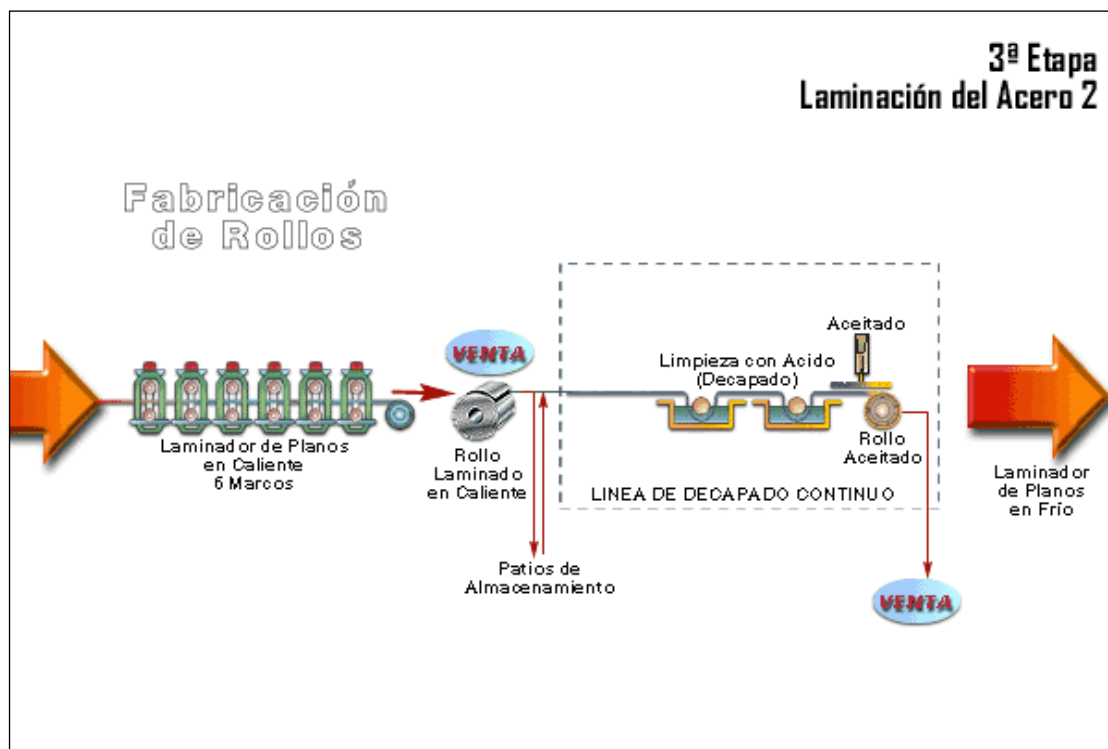 3ª Etapa
Laminación del Acero 2
Fabricación
de Rollos
VENTA
Aceitado
Limpieza con Acido
(Decapado)
Laminador de Planos
en Caliente
6 Marcos
Rollo
Laminado
en Caliente
Rollo
Aceitado
LINEA DE DECAPADO CONTINUO
Laminador
de Planos
en Frio
Patios de
Almacenamiento
VENTA